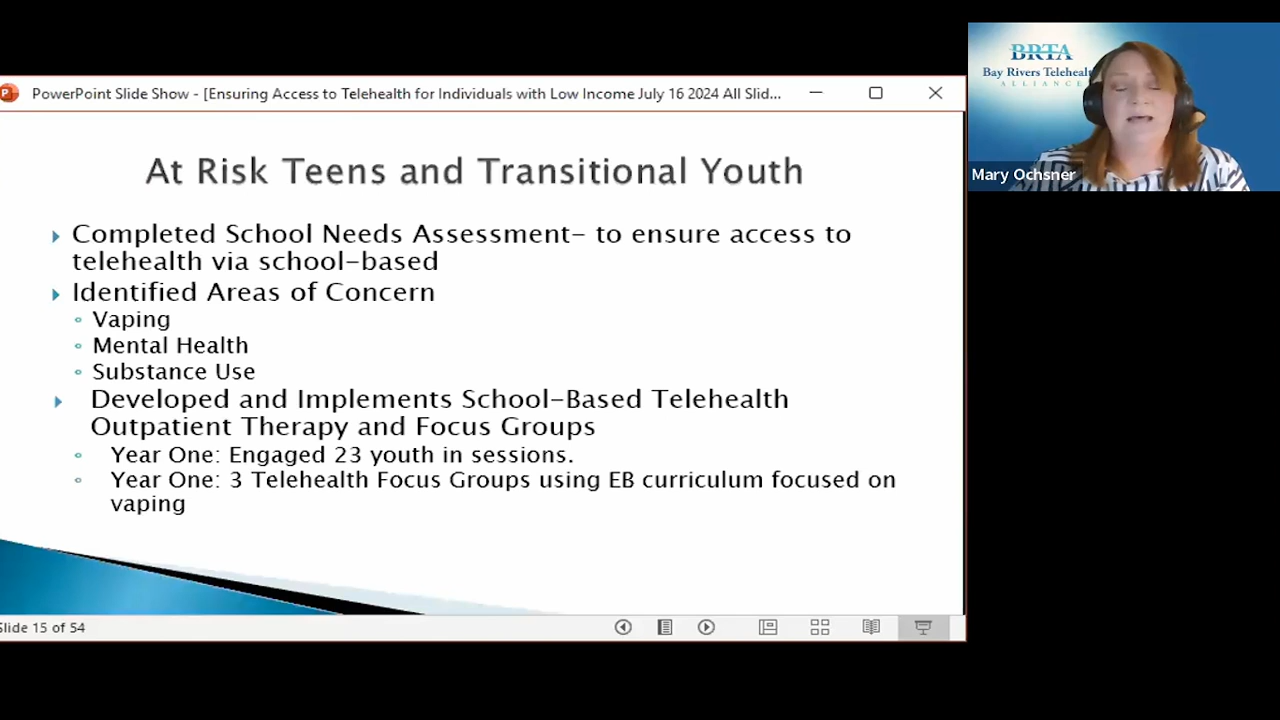 PowerPoint Slide Show - [Ensuring Access to Telehealth for Individuals with Low Income July 16 2024 All Slid...
At Risk Teens and Transitional Youth
Completed School Needs Assessment- to ensure access to
telehealth via school-based
Identified Areas of Concern
Vaping
Mental Health
Substance Use
Developed and Implements School-Based Telehealth
Outpatient Therapy and Focus Groups
Year One: Engaged 23 youth in sessions.
Year One: 3 Telehealth Focus Groups using EB curriculum focused on
vaping
Slide 15 of 54
BRTA
Bay Rivers Telehealt
ALLIANCE
Mary Ochsner